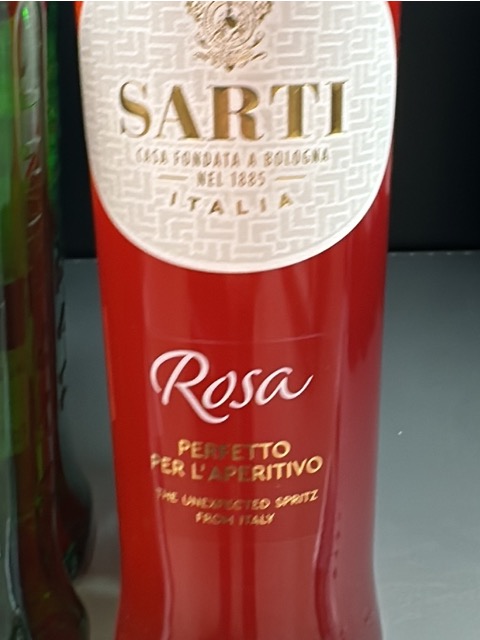 SARTI
CASA FONDATA A BOLOGNA
NEL 1885
ITALIA
Rosa
PERFETTO
PER L'APERITIVO
THE UNEXPECTED SPRITZ
FROM ITALY